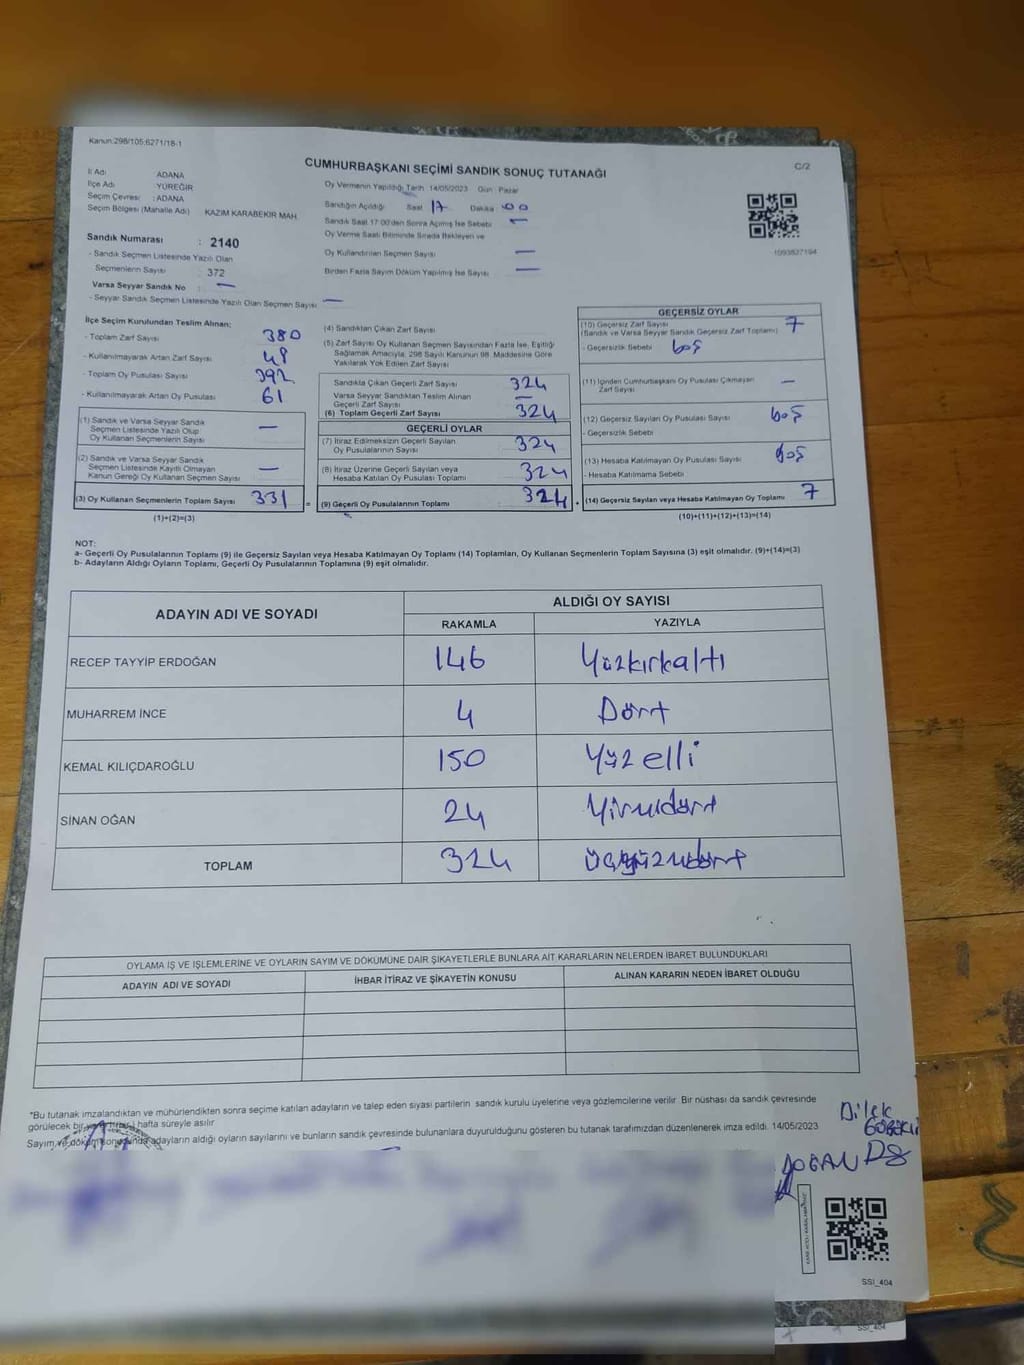 Kanun:298/105;6271/18-1
CUMHURBAŞKANI SEÇİMİ SANDIK SONUÇ TUTANAĞI
C/2
İl Adı ADANA
İlçe Adı YÜREĞİR
Seçim Çevresi : ADANA
Seçim Bölgesi (Mahalle Adı) KAZIM KARABEKİR MAH
Sandık Numarası : 2140
- Sandık Seçmen Listesinde Yazılı Olan
Seçmenlerin Sayısı : 372
Varsa Seyyar Sandık No : —
- Seyyar Sandık Seçmen Listesinde Yazılı Olan Seçmen Sayısı —
Oy Vermenin Yapıldığı Tarih 14/05/2023 Gün : Pazar
Sandığın Açıldığı Saat 17 Dakika 00
Sandık Saat 17:00'den Sonra Açılmış İse Sebebi —
Oy Verme Saati Bitiminde Sırada Bekleyen ve
Oy Kullandırılan Seçmen Sayısı —
Birden Fazla Sayım Döküm Yapılmış İse Sayısı —
1093827194
İlçe Seçim Kurulundan Teslim Alınan:
- Toplam Zarf Sayısı 380
- Kullanılmayarak Artan Zarf Sayısı
- Toplam Oy Pusulası Sayısı 392
- Kullanılmayarak Artan Oy Pusulası 61
(1) Sandık ve Varsa Seyyar Sandık
Seçmen Listesinde Yazılı Olup
Oy Kullanan Seçmenlerin Sayısı —
(2) Sandık ve Varsa Seyyar Sandık
Seçmen Listesinde Kayıtlı Olmayan
Kanun Gereği Oy Kullanan Seçmen Sayısı —
(3) Oy Kullanan Seçmenlerin Toplam Sayısı 331 =
(1)+(2)=(3)
(4) Sandıktan Çıkan Zarf Sayısı
(5) Zarf Sayısı Oy Kullanan Seçmen Sayısından Fazla İse, Eşitliği
Sağlamak Amacıyla, 298 Sayılı Kanunun 98. Maddesine Göre
Yakılarak Yok Edilen Zarf Sayısı
Sandıkla Çıkan Geçerli Zarf Sayısı 324
Varsa Seyyar Sandıktan Teslim Alınan
Geçerli Zarf Sayısı —
(6) Toplam Geçerli Zarf Sayısı 324
GEÇERLİ OYLAR
(7) İtiraz Edilmeksizin Geçerli Sayılan
Oy Pusulalarının Sayısı 324
(8) İtiraz Üzerine Geçerli Sayılan veya
Hesaba Katılan Oy Pusulası Toplamı 324
(9) Geçerli Oy Pusulalarının Toplamı 324 +
GEÇERSİZ OYLAR
(10) Geçersiz Zarf Sayısı 7
(Sandık ve Varsa Seyyar Sandık Geçersiz Zarf Toplamı)
- Geçersizlik Sebebi boş
(11) İçinden Cumhurbaşkanı Oy Pusulası Çıkmayan
Zarf Sayısı —
(12) Geçersiz Sayılan Oy Pusulası Sayısı boş
- Geçersizlik Sebebi
(13) Hesaba Katılmayan Oy Pusulası Sayısı boş
- Hesaba Katılmama Sebebi
(14) Geçersiz Sayılan veya Hesaba Katılmayan Oy Toplamı 7
(10)+(11)+(12)+(13)=(14)
NOT:
a- Geçerli Oy Pusulalarının Toplamı (9) ile Geçersiz Sayılan veya Hesaba Katılmayan Oy Toplamı (14) Toplamları, Oy Kullanan Seçmenlerin Toplam Sayısına (3) eşit olmalıdır. (9)+(14)=(3)
b- Adayların Aldığı Oyların Toplamı, Geçerli Oy Pusulalarının Toplamına (9) eşit olmalıdır.
ADAYIN ADI VE SOYADI ALDIĞI OY SAYISI
RAKAMLA YAZIYLA
RECEP TAYYİP ERDOĞAN 146 Yüzkırkaltı
MUHARREM İNCE 4 Dört
KEMAL KILIÇDAROĞLU 150 Yüz elli
SİNAN OĞAN 24 Yirmidört
TOPLAM 324
OYLAMA İŞ VE İŞLEMLERİNE VE OYLARIN SAYIM VE DÖKÜMÜNE DAİR ŞİKAYETLERLE BUNLARA AİT KARARLARIN NELERDEN İBARET BULUNDUKLARI
ADAYIN ADI VE SOYADI İHBAR İTİRAZ VE ŞİKAYETİN KONUSU ALINAN KARARIN NEDEN İBARET OLDUĞU
*Bu tutanak imzalandıktan ve mühürlendikten sonra seçime katılan adayların ve talep eden siyasi partilerin sandık kurulu üyelerine veya gözlemcilerine verilir. Bir nüshası da sandık çevresinde
görülecek bir hafta süreyle asılır
Sayım ve döküm sonucunda adayların aldığı oyların sayılarını ve bunların sandık çevresinde bulunanlara duyurulduğunu gösteren bu tutanak tarafımızdan düzenlenerek imza edildi. 14/05/2023
Dilek
DOĞAN
SSI_404
SSI_404